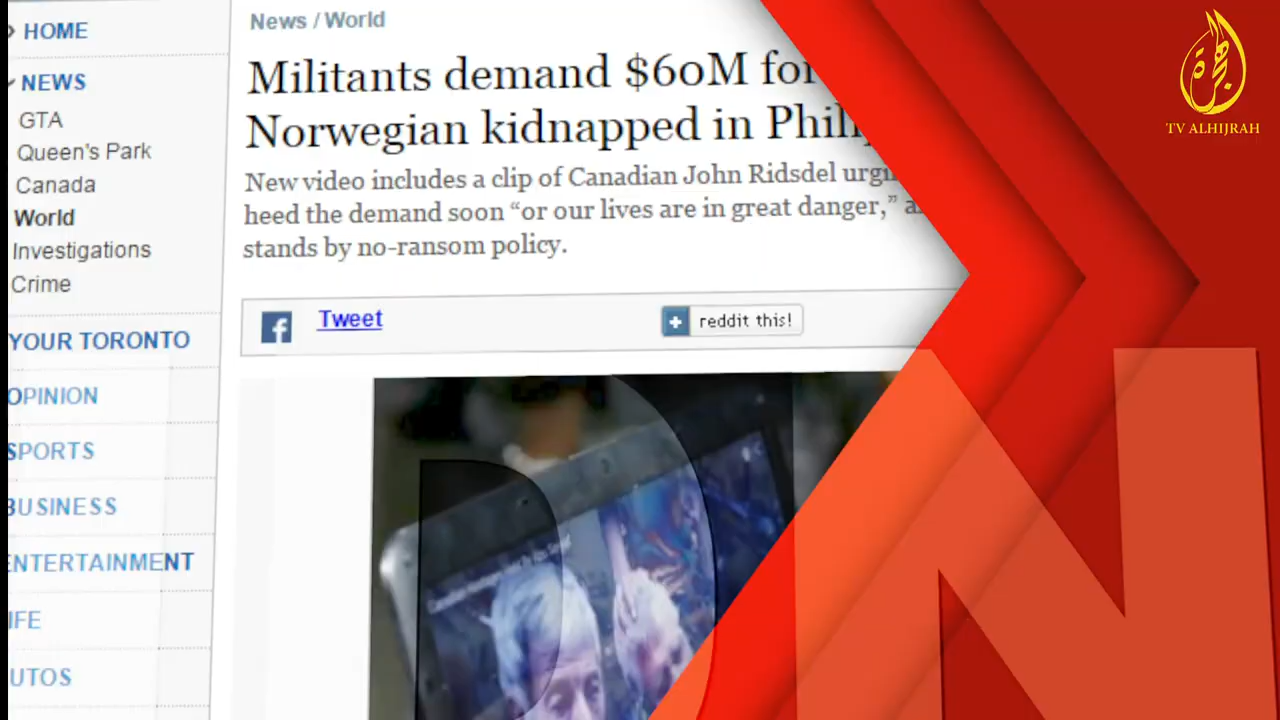 HOME
NEWS
GTA
Queen's Park
Canada
World
Investigations
Crime
YOUR TORONTO
OPINION
SPORTS
BUSINESS
ENTERTAINMENT
News / World
Militants demand $60M for
Norwegian kidnapped in
New video includes a clip of Canadian John Ridsdel
heed the demand soon “or our lives are in great danger,”
stands by no-ransom policy.
Tweet
reddit this!
TV ALHIJRAH
N